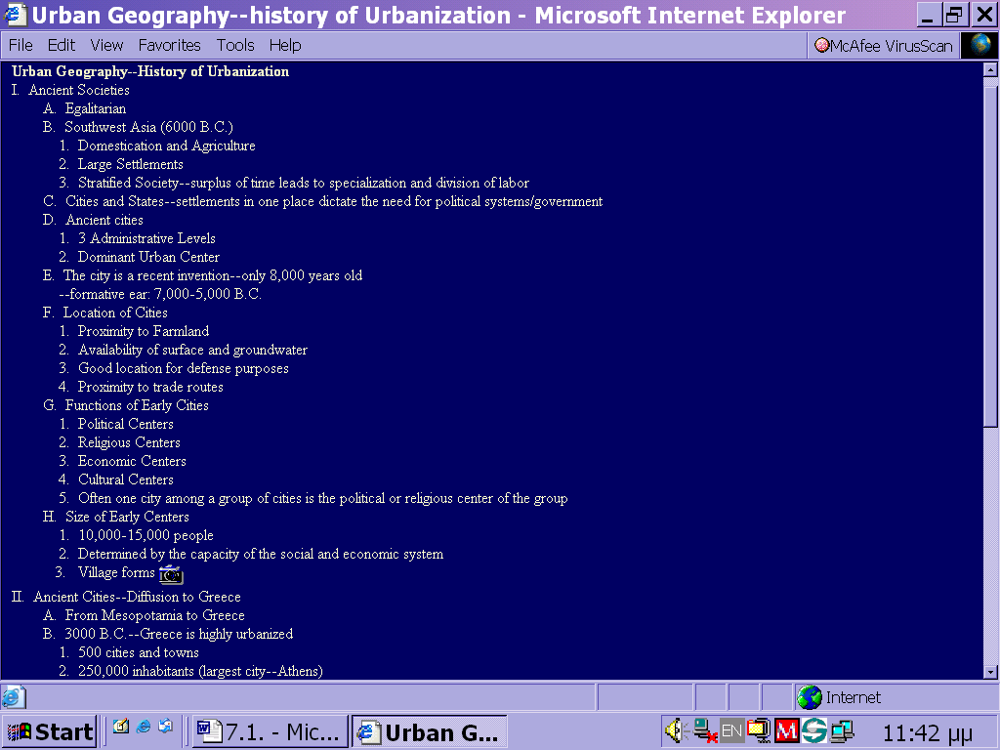 Urban Geography--history of Urbanization - Microsoft Internet Explorer
File Edit View Favorites Tools Help
McAfee VirusScan
Urban Geography--History of Urbanization
I. Ancient Societies
A. Egalitarian
B. Southwest Asia (6000 B.C.)
1. Domestication and Agriculture
2. Large Settlements
3. Stratified Society--surplus of time leads to specialization and division of labor
C. Cities and States--settlements in one place dictate the need for political systems/government
D. Ancient cities
1. 3 Administrative Levels
2. Dominant Urban Center
E. The city is a recent invention--only 8,000 years old
--formative ear: 7,000-5,000 B.C.
F. Location of Cities
1. Proximity to Farmland
2. Availability of surface and groundwater
3. Good location for defense purposes
4. Proximity to trade routes
G. Functions of Early Cities
1. Political Centers
2. Religious Centers
3. Economic Centers
4. Cultural Centers
5. Often one city among a group of cities is the political or religious center of the group
H. Size of Early Centers
1. 10,000-15,000 people
2. Determined by the capacity of the social and economic system
3. Village forms
II. Ancient Cities--Diffusion to Greece
A. From Mesopotamia to Greece
B. 3000 B.C.--Greece is highly urbanized
1. 500 cities and towns
2. 250,000 inhabitants (largest city--Athens)
Internet
Start
7.1. - Mic...
Urban G...
EN
11:42 μμ